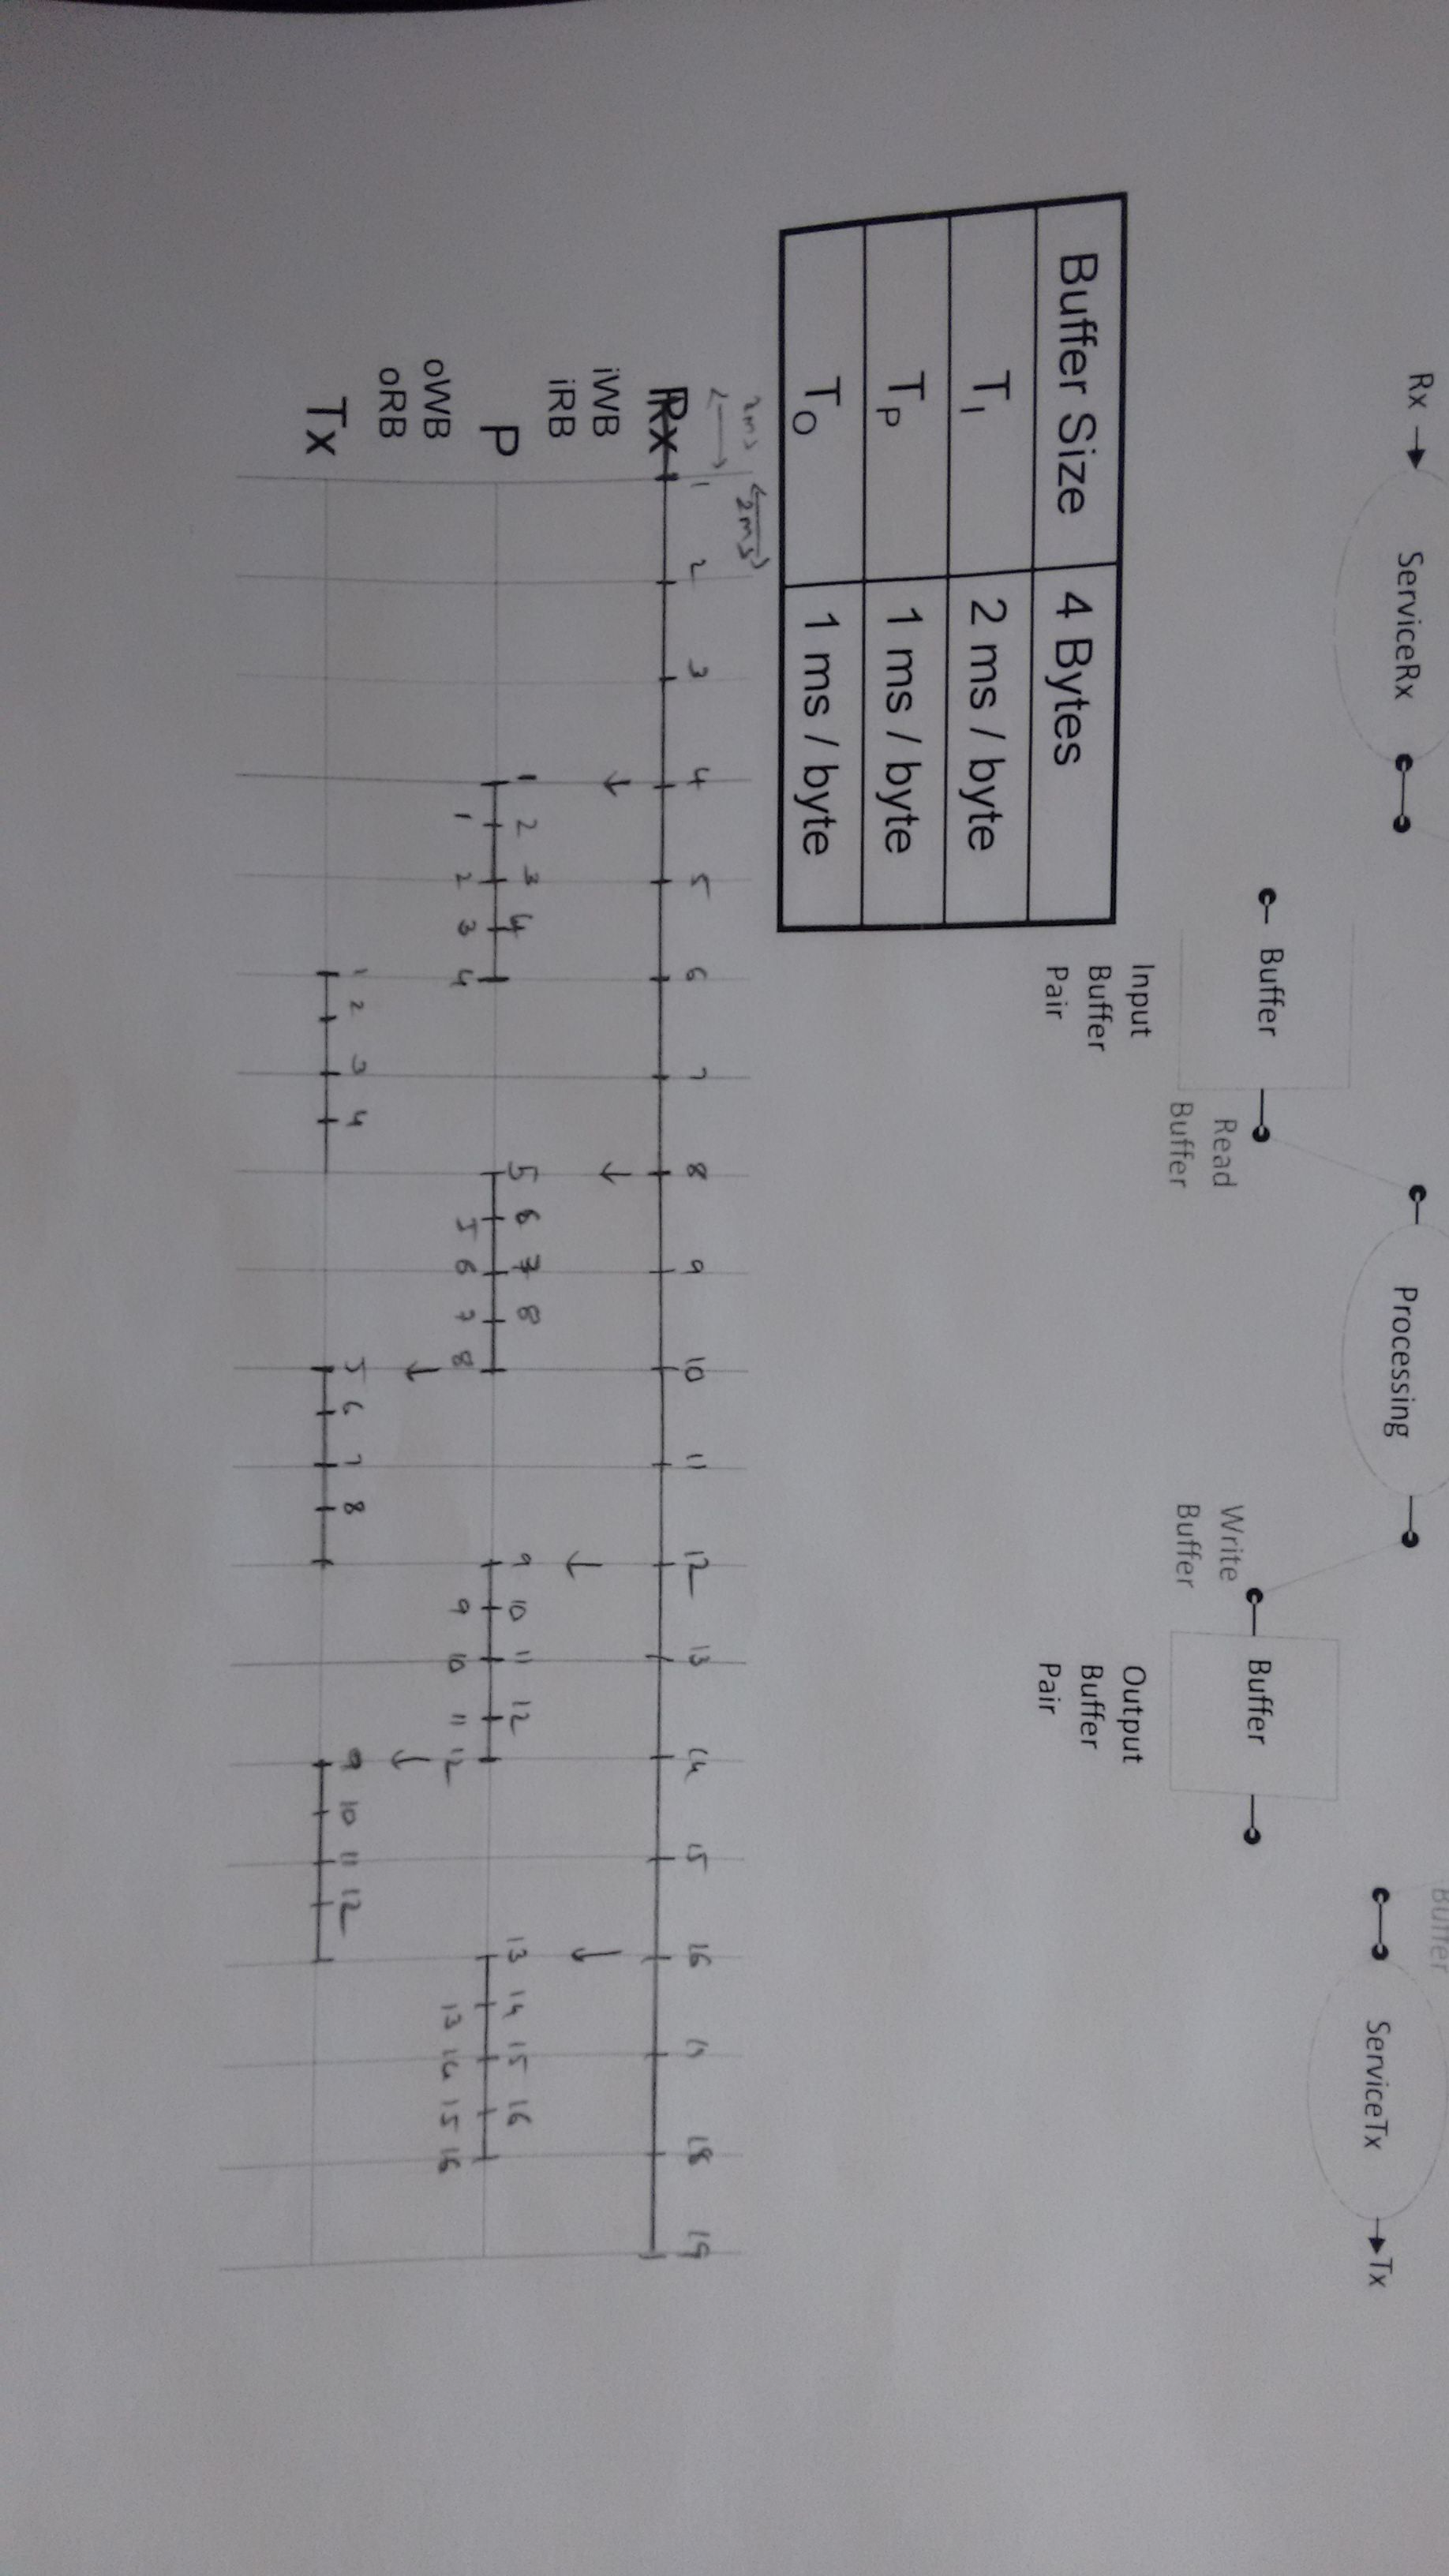 Buffer
Rx ServiceRx Processing ServiceTx Tx
Buffer Buffer
Read Write
Buffer Buffer
Input Output
Buffer Buffer
Pair Pair
Buffer Size 4 Bytes
T_I 2 ms / byte
T_P 1 ms / byte
T_O 1 ms / byte
2ms 2ms
1 2 3 4 5 6 7 8 9 10 11 12 13 14 15 16 18 19
Rx
iWB
iRB
1 2 3 4 5 6 7 8 9 10 11 12 13 14 15 16
P
1 2 3 4 5 6 7 8 9 10 11 12 13 14 15 16
oWB
oRB
1 2 3 4 5 6 7 8 9 10 11 12
Tx